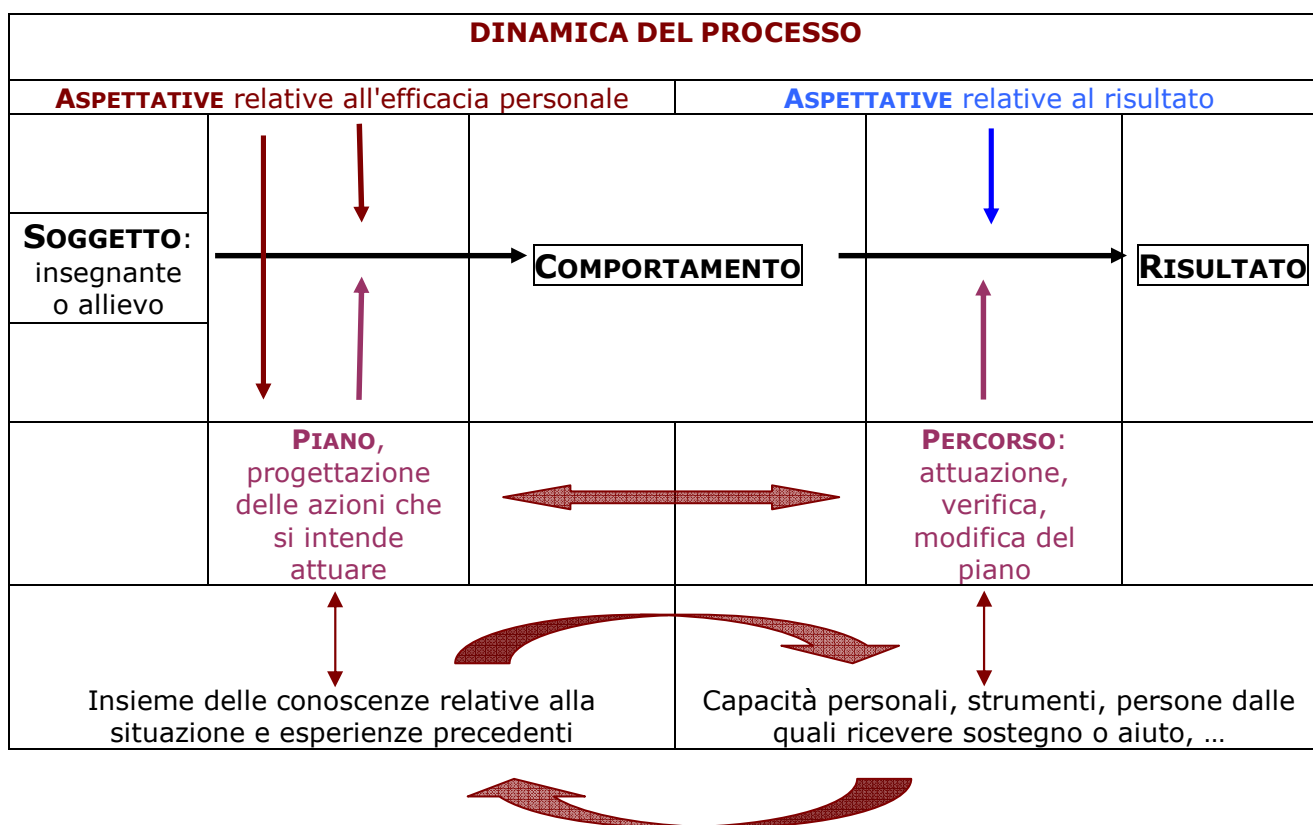 DINAMICA DEL PROCESSO
ASPETTATIVE relative all'efficacia personale
ASPETTATIVE relative al risultato
SOGGETTO:
insegnante
o allievo
COMPORTAMENTO
RISULTATO
PIANO,
progettazione
delle azioni che
si intende
attuare
PERCORSO:
attuazione,
verifica,
modifica del
piano
Insieme delle conoscenze relative alla
situazione e esperienze precedenti
Capacità personali, strumenti, persone dalle
quali ricevere sostegno o aiuto, …